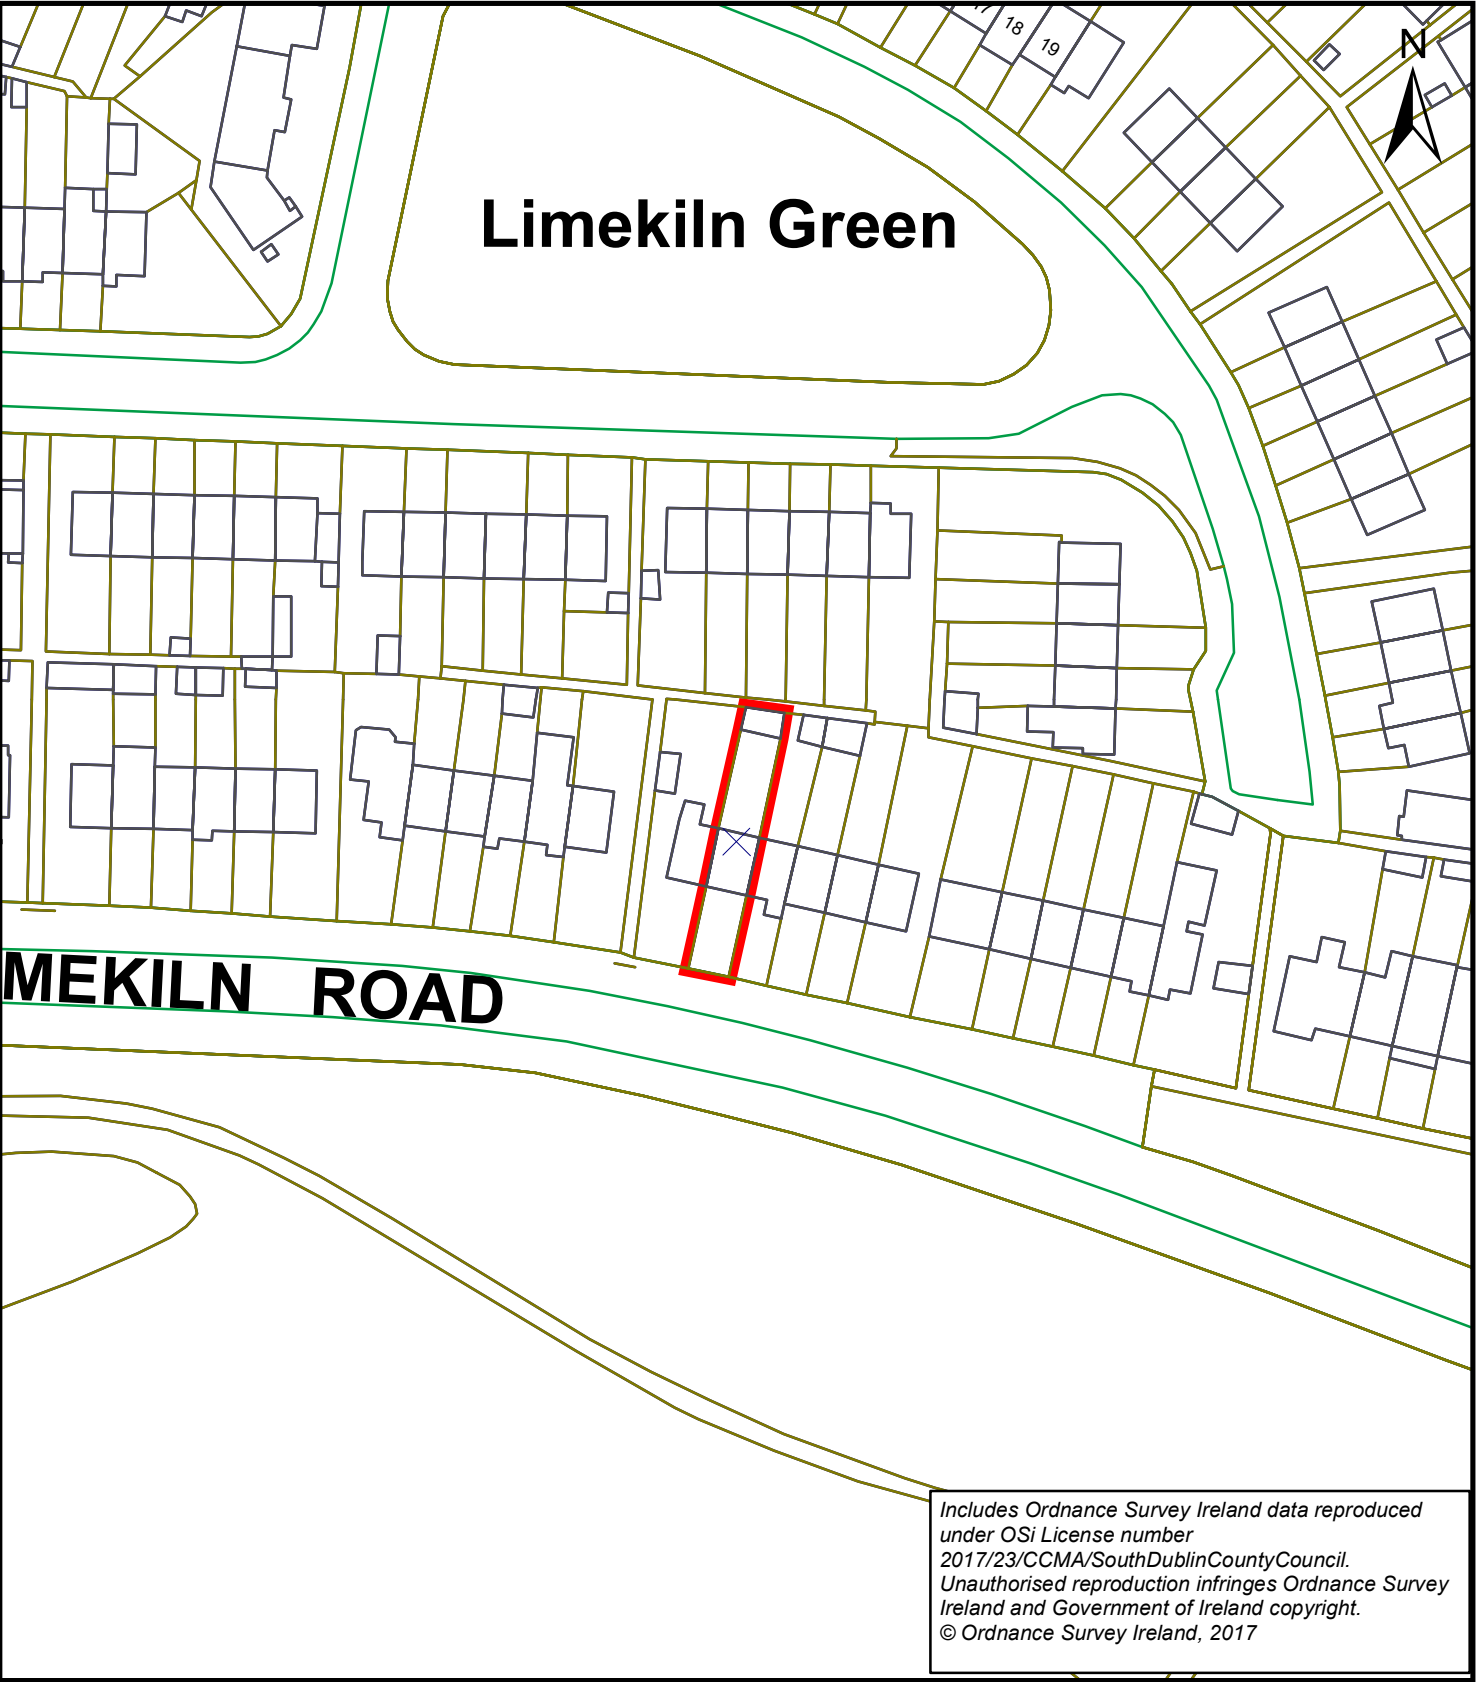 17
18
19
N
Limekiln Green
MEKILN ROAD
Includes Ordnance Survey Ireland data reproduced
under OSi License number
2017/23/CCMA/SouthDublinCountyCouncil.
Unauthorised reproduction infringes Ordnance Survey
Ireland and Government of Ireland copyright.
© Ordnance Survey Ireland, 2017